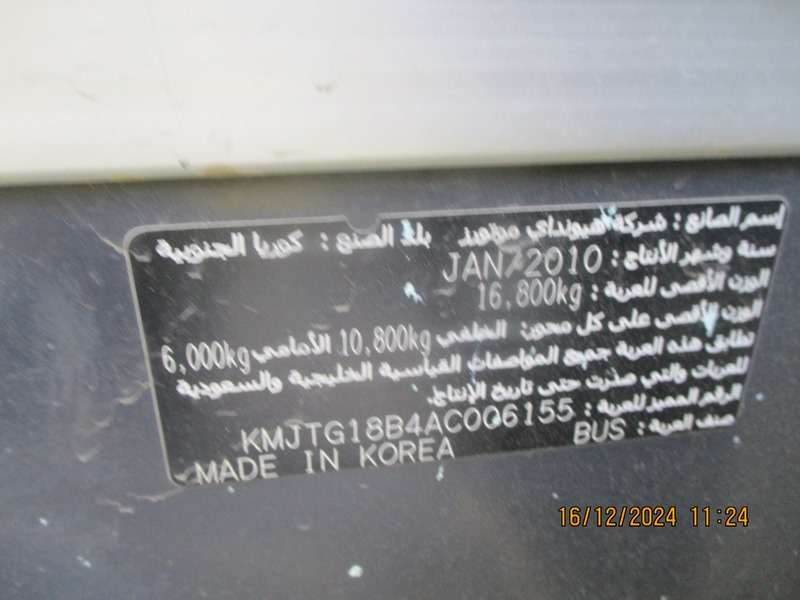 إسم الصانع : شركة هيونداي موتورز بلد الصنع : كوريا الجنوبية
سنة وشهر الأنتاج : JAN/2010
الوزن الأقصى للعربة : 16,800kg
الوزن الأقصى على كل محور: الخلفي 10,800kg الأمامي 6,000kg
تطابق هذه العربة جميع المواصفات القياسية الخليجية والسعودية
للعربات والتي صدرت حتى تاريخ الإنتاج.
الرقم المميز للعربة : KMJTG18B4AC006155
صنف العربة : BUS
MADE IN KOREA
16/12/2024 11:24